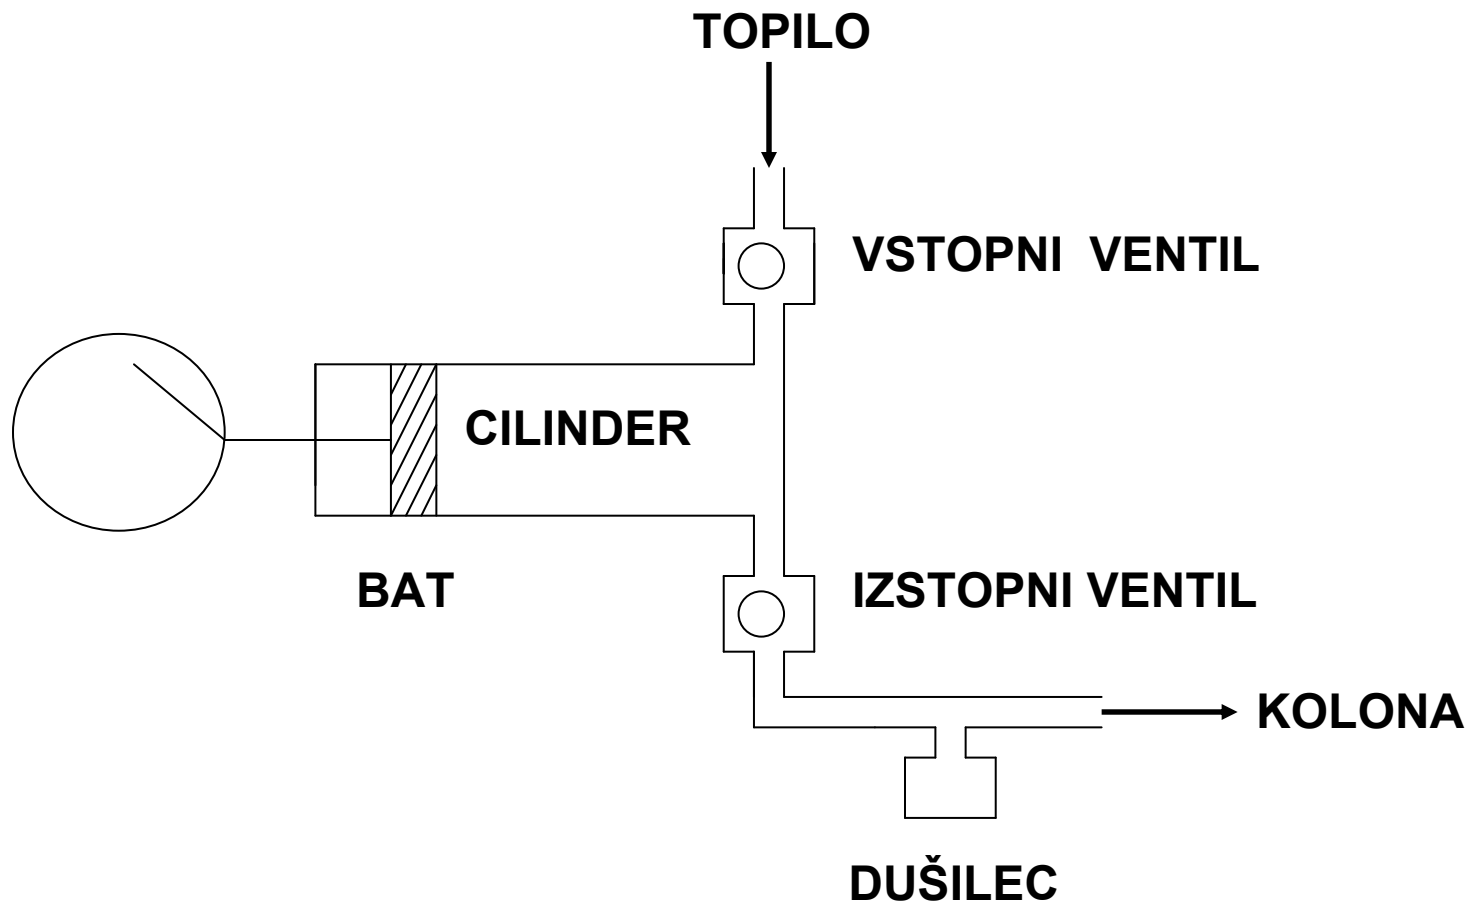 TOPILO
VSTOPNI VENTIL
CILINDER
BAT
IZSTOPNI VENTIL
KOLONA
DUŠILEC